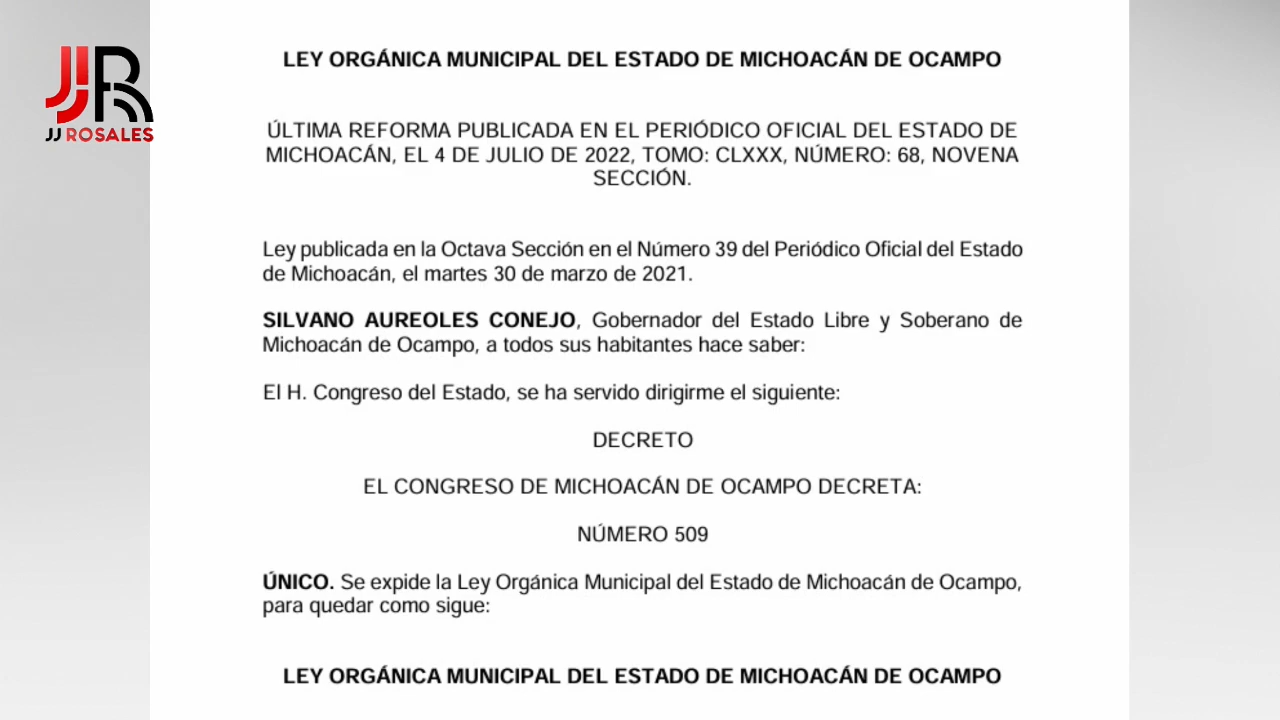 JJR
JJ ROSALES
LEY ORGÁNICA MUNICIPAL DEL ESTADO DE MICHOACÁN DE OCAMPO
ÚLTIMA REFORMA PUBLICADA EN EL PERIÓDICO OFICIAL DEL ESTADO DE
MICHOACÁN, EL 4 DE JULIO DE 2022, TOMO: CLXXX, NÚMERO: 68, NOVENA
SECCIÓN.
Ley publicada en la Octava Sección en el Número 39 del Periódico Oficial del Estado
de Michoacán, el martes 30 de marzo de 2021.
SILVANO AUREOLES CONEJO, Gobernador del Estado Libre y Soberano de
Michoacán de Ocampo, a todos sus habitantes hace saber:
El H. Congreso del Estado, se ha servido dirigirme el siguiente:
DECRETO
EL CONGRESO DE MICHOACÁN DE OCAMPO DECRETA:
NÚMERO 509
ÚNICO. Se expide la Ley Orgánica Municipal del Estado de Michoacán de Ocampo,
para quedar como sigue:
LEY ORGÁNICA MUNICIPAL DEL ESTADO DE MICHOACÁN DE OCAMPO